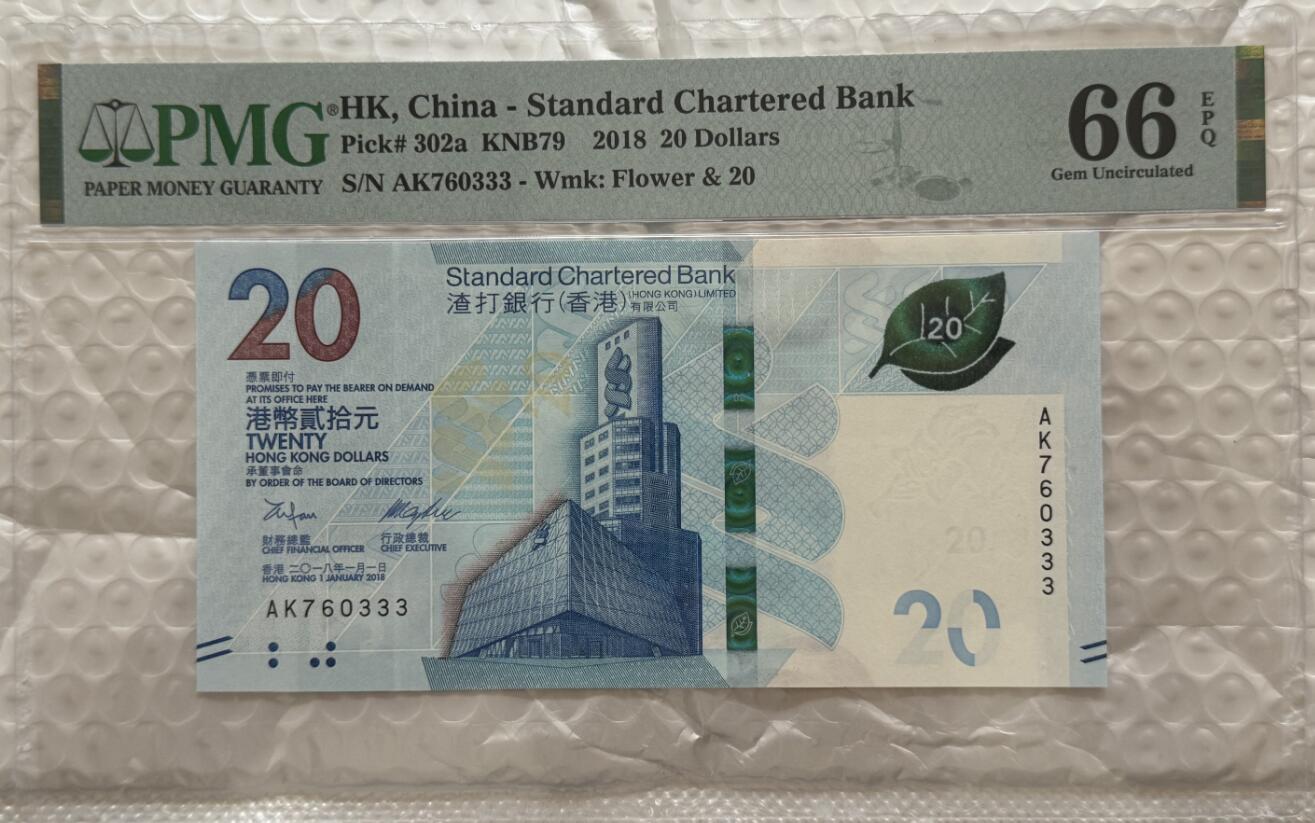 PMG® HK, China - Standard Chartered Bank
Pick# 302a KNB79 2018 20 Dollars
PAPER MONEY GUARANTY S/N AK760333 - Wmk: Flower & 20
66 EPQ
Gem Uncirculated
20
Standard Chartered Bank
(HONG KONG) LIMITED
渣打銀行(香港)有限公司
20
憑票即付
PROMISES TO PAY THE BEARER ON DEMAND
AT ITS OFFICE HERE
港幣貳拾元
TWENTY
HONG KONG DOLLARS
承董事會命
BY ORDER OF THE BOARD OF DIRECTORS
財務總監 行政總裁
CHIEF FINANCIAL OFFICER CHIEF EXECUTIVE
香港 二〇一八年一月一日
HONG KONG 1 JANUARY 2018
AK760333
AK760333
20
20